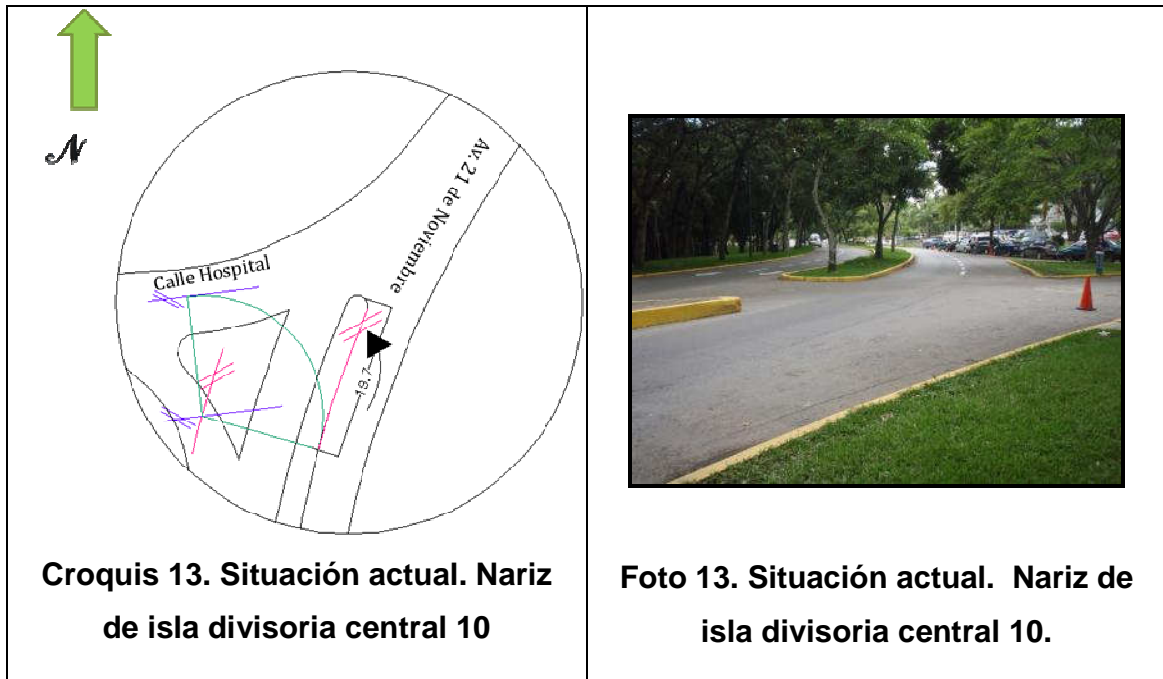 N
Av. 21 de Noviembre
Calle Hospital
19,7
Croquis 13. Situación actual. Nariz
de isla divisoria central 10
Foto 13. Situación actual. Nariz de
isla divisoria central 10.